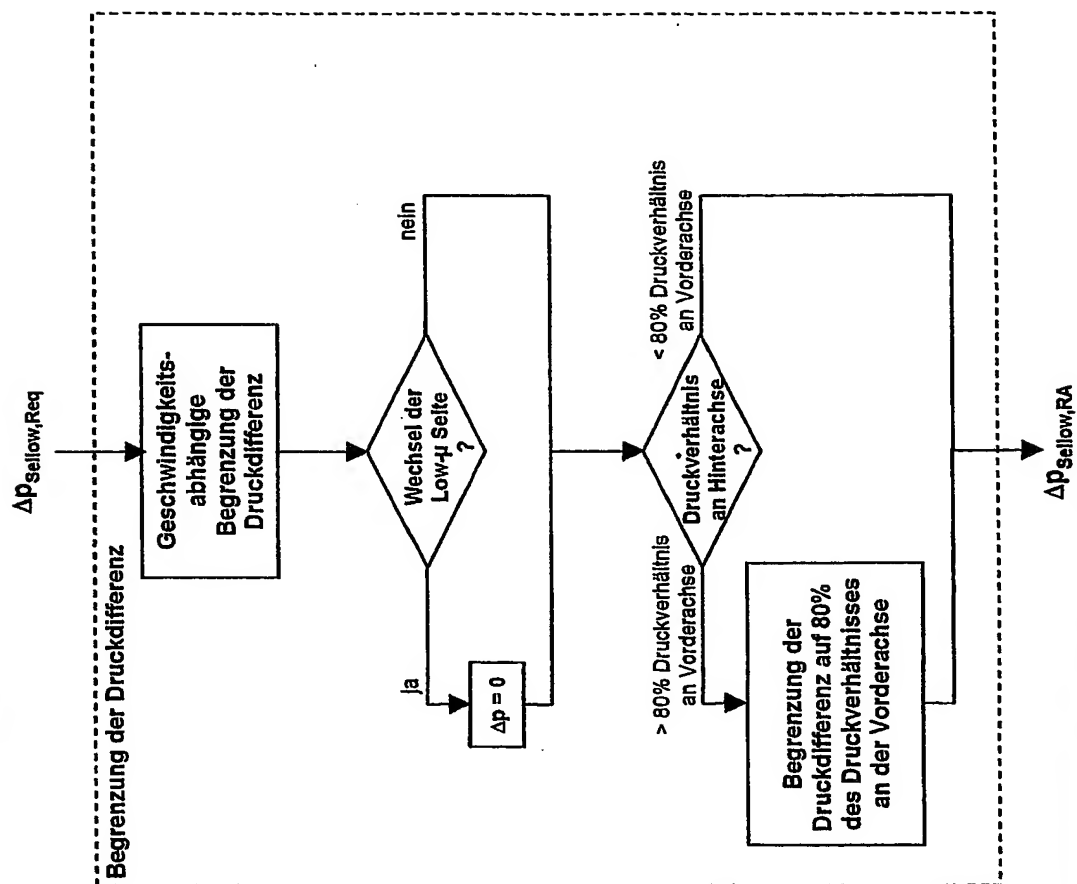 Δpsellow,Req
Begrenzung der Druckdifferenz
Geschwindigkeits-
abhängige
Begrenzung der
Druckdifferenz
Wechsel der
Low-µ Seite
?
ja
nein
Δp = 0
Druckverhältnis
an Hinterachse
?
> 80% Druckverhältnis
an Vorderachse
< 80% Druckverhältnis
an Vorderachse
Begrenzung der
Druckdifferenz auf 80%
des Druckverhältnisses
an der Vorderachse
Δpsellow,RA